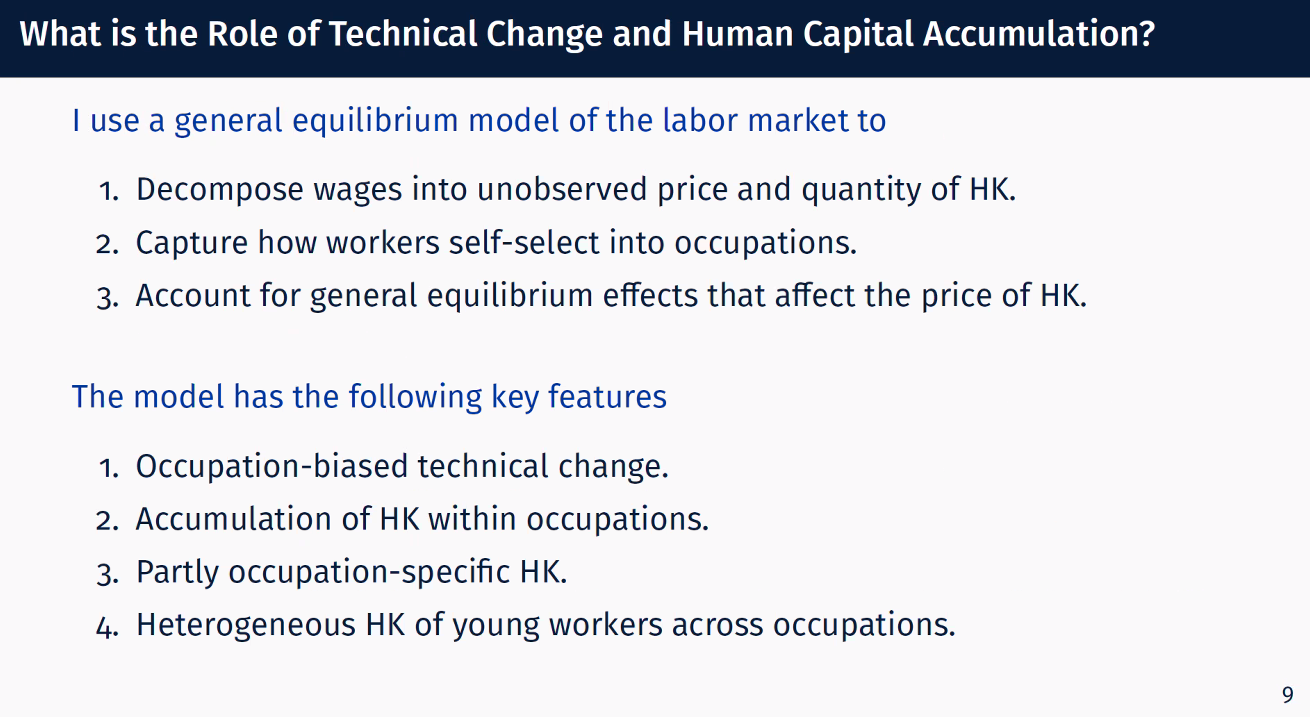 What is the Role of Technical Change and Human Capital Accumulation?
I use a general equilibrium model of the labor market to
1. Decompose wages into unobserved price and quantity of HK.
2. Capture how workers self-select into occupations.
3. Account for general equilibrium effects that affect the price of HK.
The model has the following key features
1. Occupation-biased technical change.
2. Accumulation of HK within occupations.
3. Partly occupation-specific HK.
4. Heterogeneous HK of young workers across occupations.
9